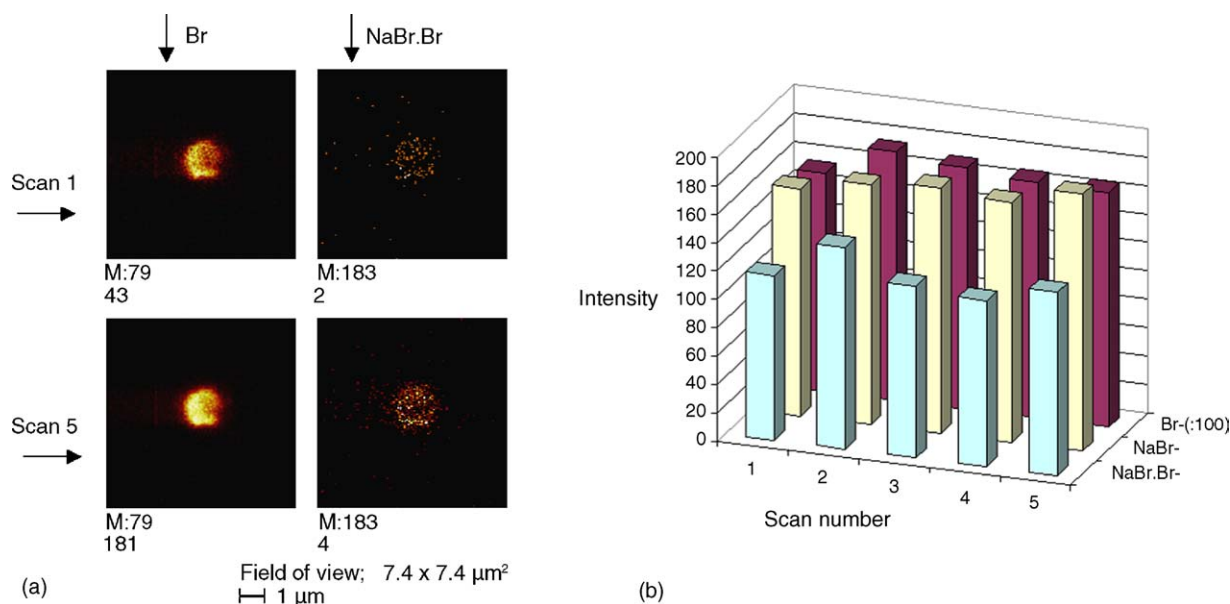 (a)
Br
NaBr.Br
Scan 1
M:79
43
M:183
2
Scan 5
M:79
181
M:183
4
Field of view; 7.4 x 7.4 µm²
1 µm
200
180
160
140
120
100
80
60
40
20
0
Intensity
1
2
3
4
5
Scan number
Br-(:100)
NaBr-
NaBr.Br-
(b)